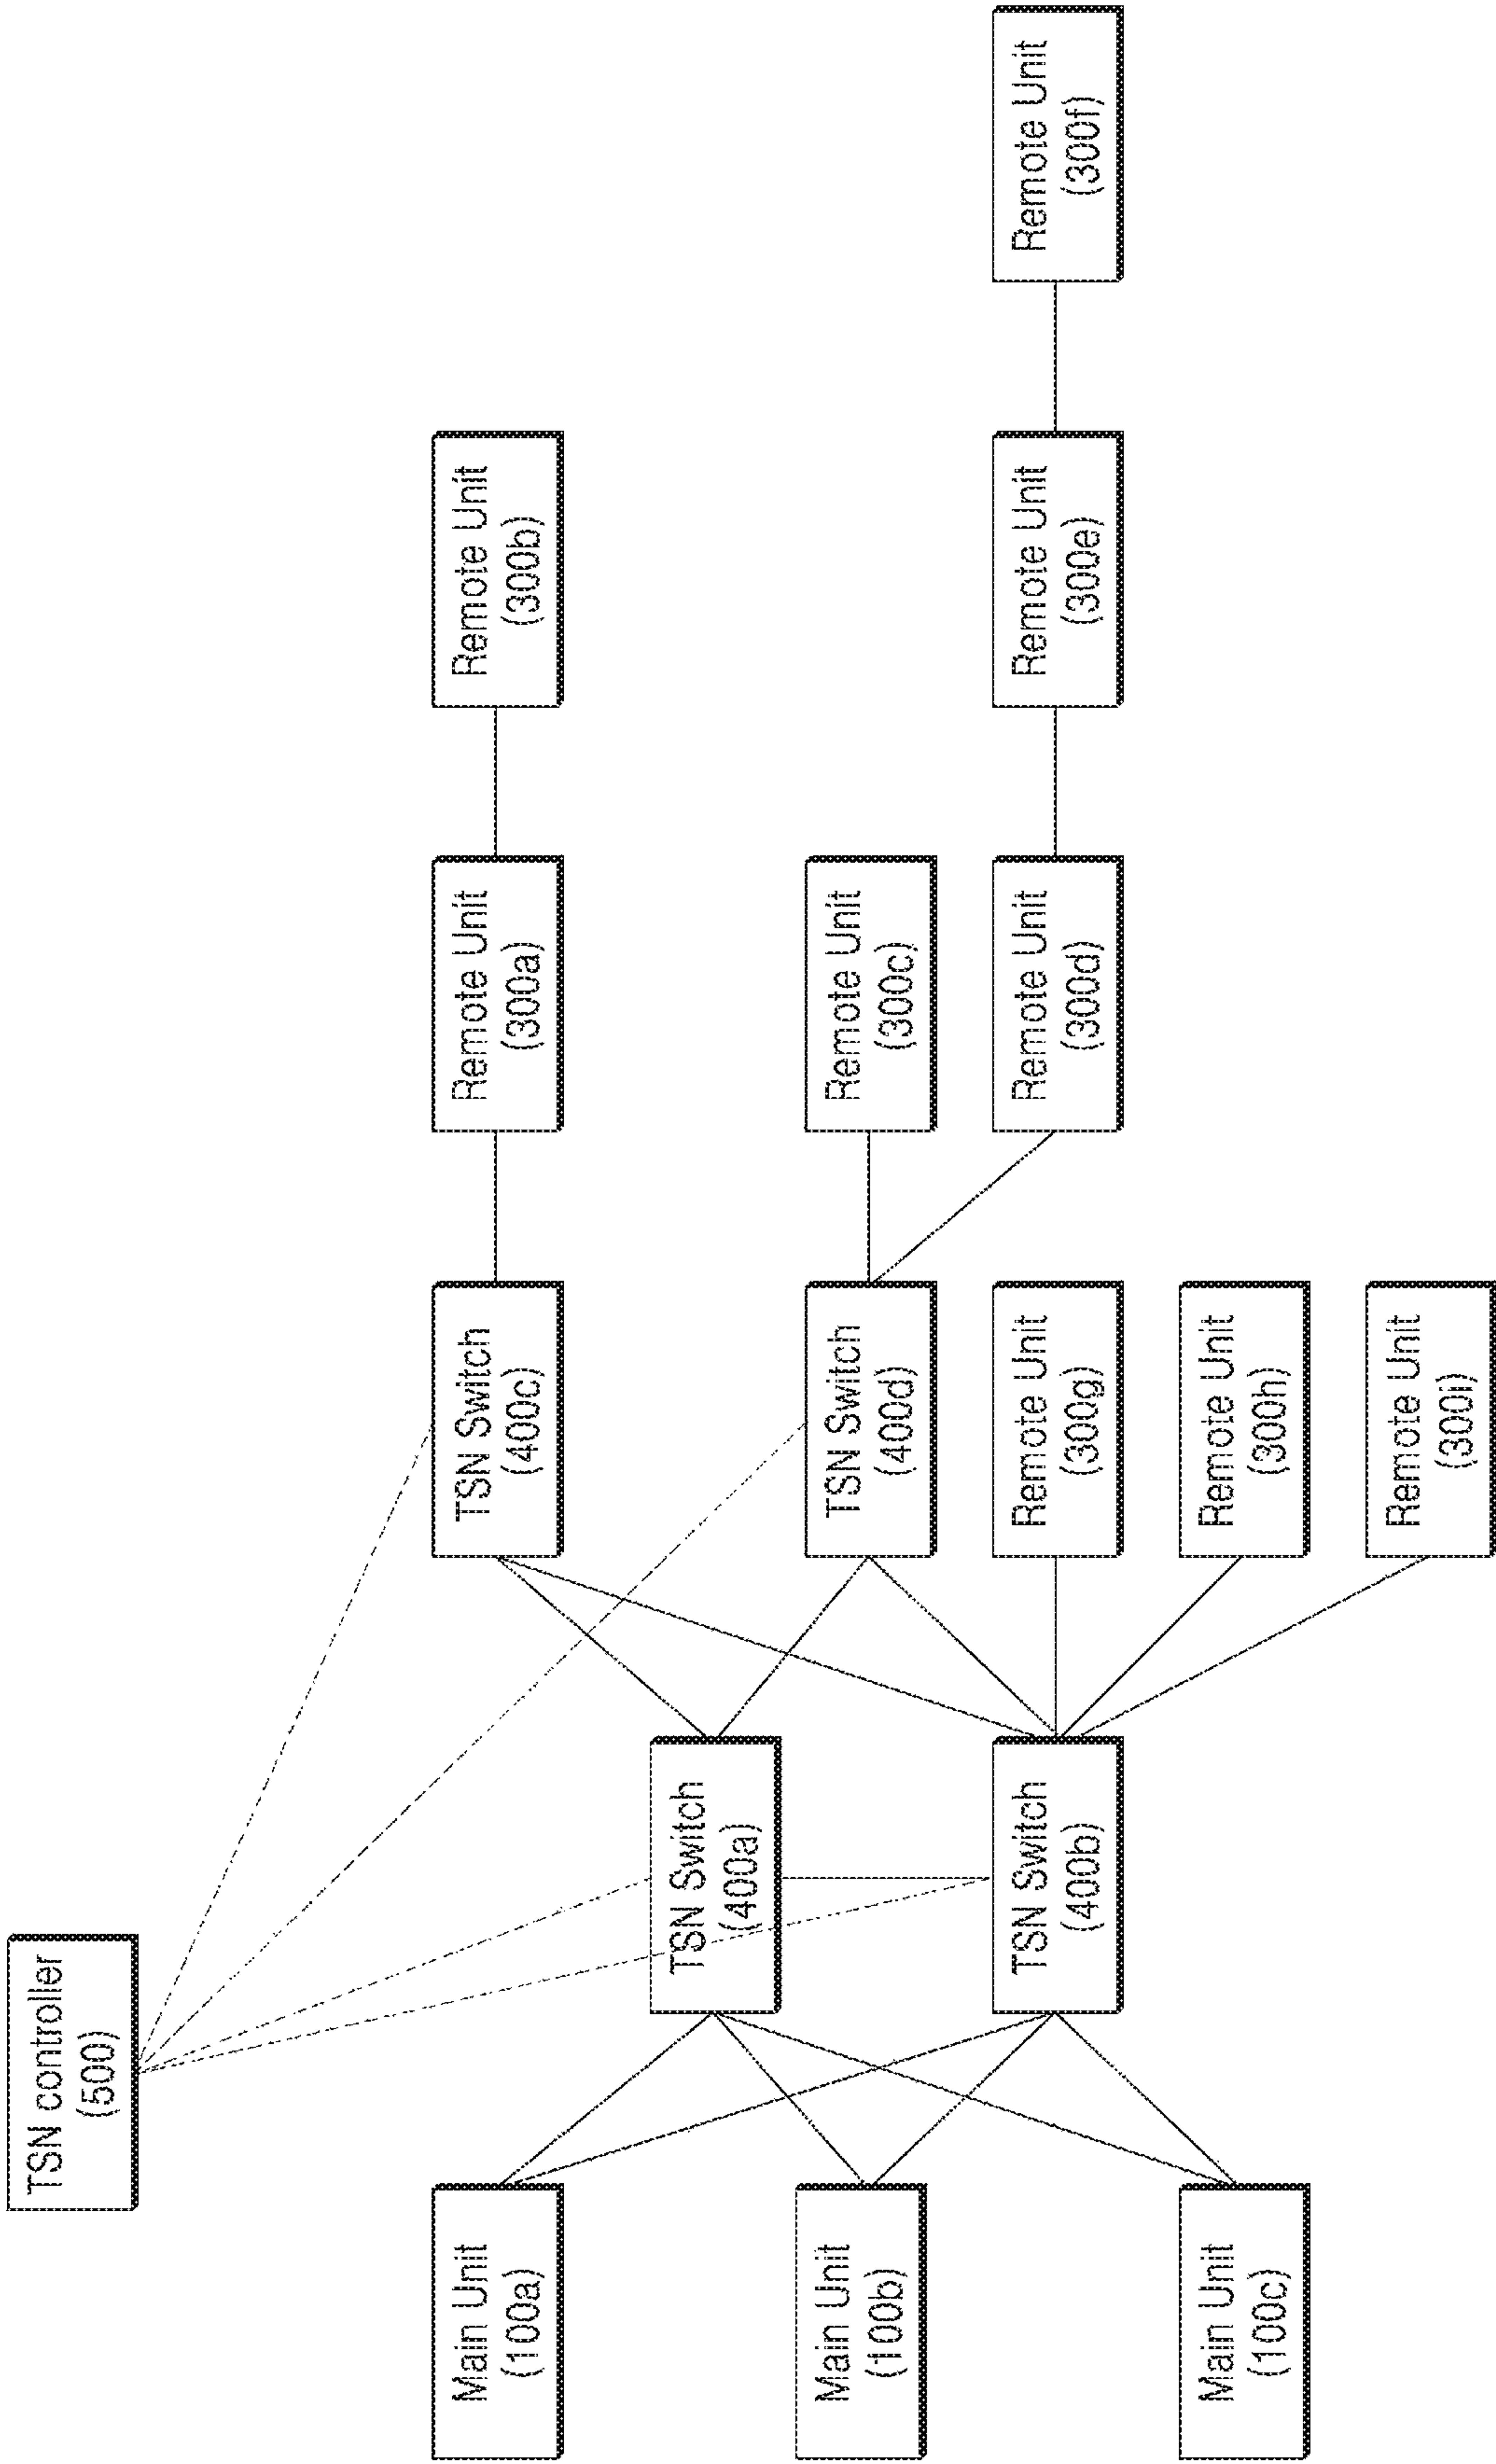 TSN controller
(500)
Main Unit
(100a)
TSN Switch
(400c)
Remote Unit
(300a)
Remote Unit
(300b)
TSN Switch
(400a)
Main Unit
(100b)
TSN Switch
(400d)
Remote Unit
(300c)
TSN Switch
(400b)
Remote Unit
(300g)
Remote Unit
(300d)
Remote Unit
(300e)
Remote Unit
(300f)
Main Unit
(100c)
Remote Unit
(300h)
Remote Unit
(300i)